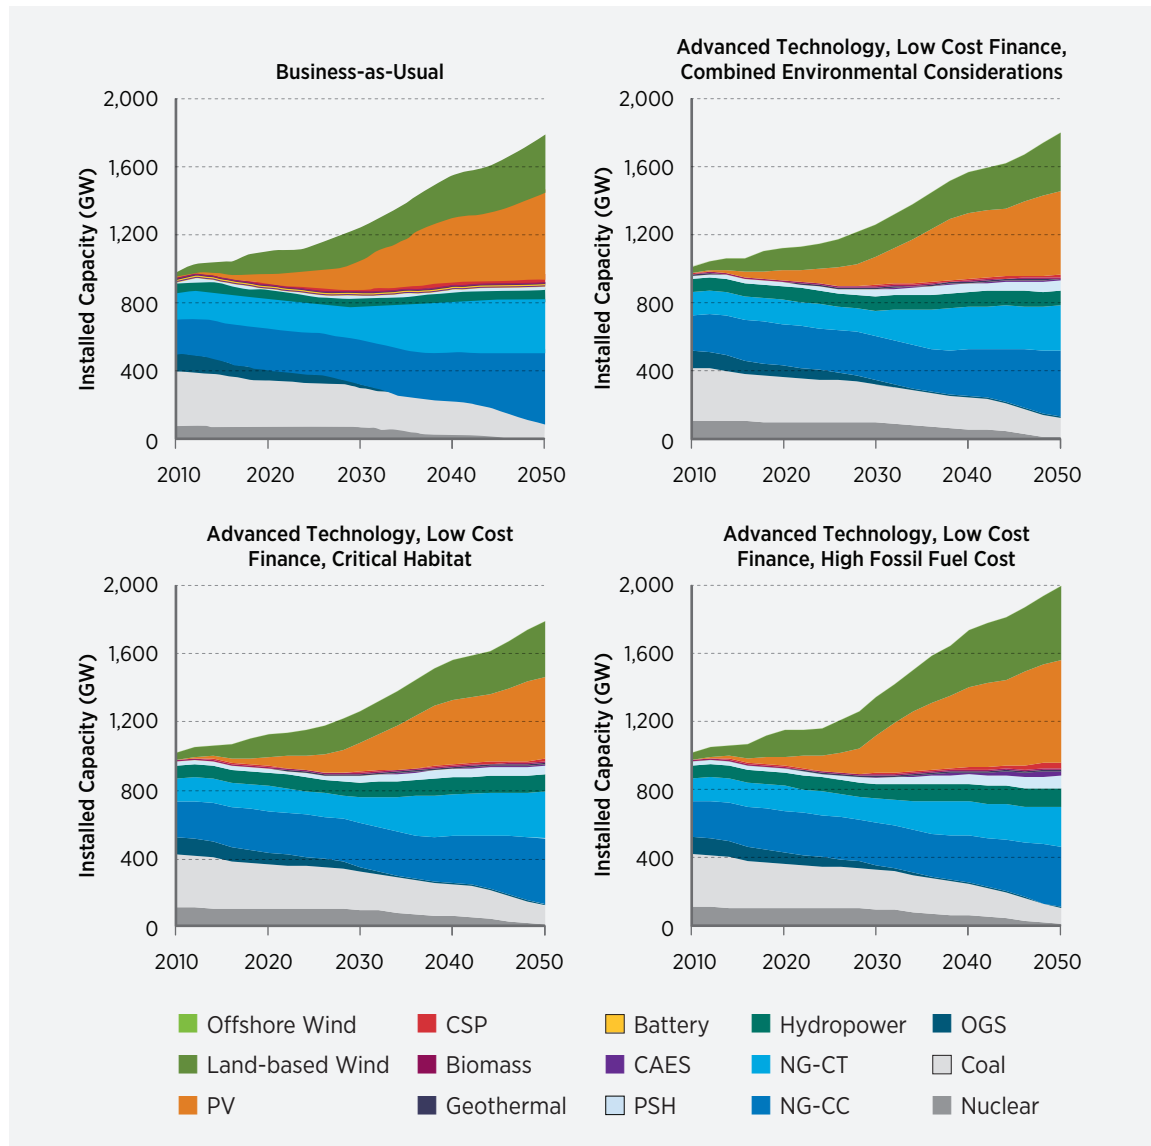 Business-as-Usual
Advanced Technology, Low Cost Finance,
Combined Environmental Considerations
Installed Capacity (GW)
2,000
1,600
1,200
800
400
0
2010 2020 2030 2040 2050
Installed Capacity (GW)
2,000
1,600
1,200
800
400
0
2010 2020 2030 2040 2050
Advanced Technology, Low Cost
Finance, Critical Habitat
Advanced Technology, Low Cost
Finance, High Fossil Fuel Cost
Installed Capacity (GW)
2,000
1,600
1,200
800
400
0
2010 2020 2030 2040 2050
Installed Capacity (GW)
2,000
1,600
1,200
800
400
0
2010 2020 2030 2040 2050
Offshore Wind CSP Battery Hydropower OGS
Land-based Wind Biomass CAES NG-CT Coal
PV Geothermal PSH NG-CC Nuclear